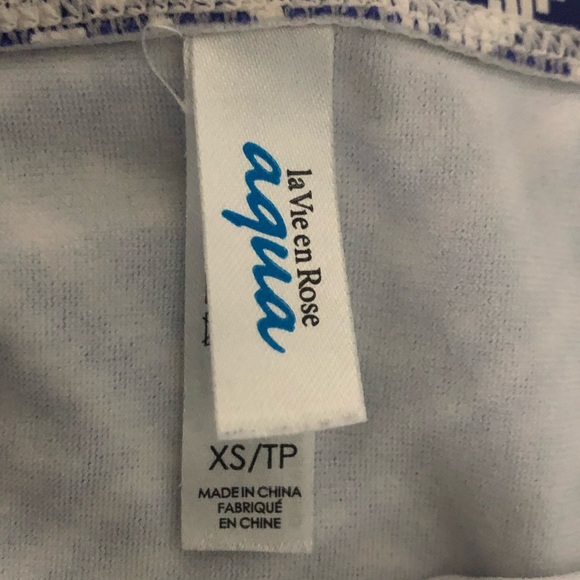 la Vie en Rose
aqua
XS/TP
MADE IN CHINA
FABRIQUÉ
EN CHINE